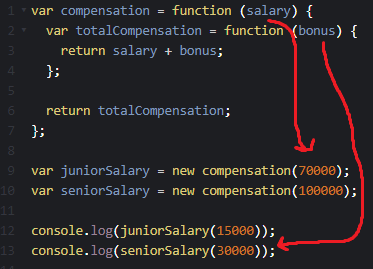 1 var compensation = function (salary) {
2 var totalCompensation = function (bonus) {
3 return salary + bonus;
4 };
5
6 return totalCompensation;
7 };
8
9 var juniorSalary = new compensation(70000);
10 var seniorSalary = new compensation(100000);
11
12 console.log(juniorSalary(15000));
13 console.log(seniorSalary(30000));